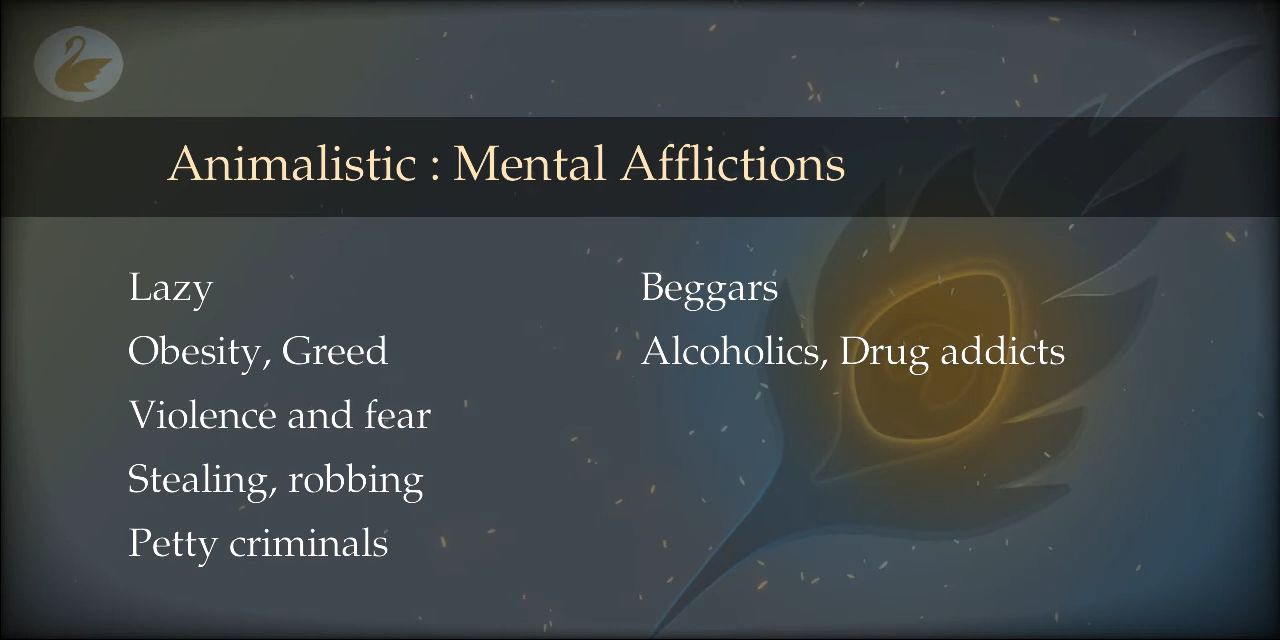 Animalistic : Mental Afflictions
Lazy
Obesity, Greed
Violence and fear
Stealing, robbing
Petty criminals
Beggars
Alcoholics, Drug addicts